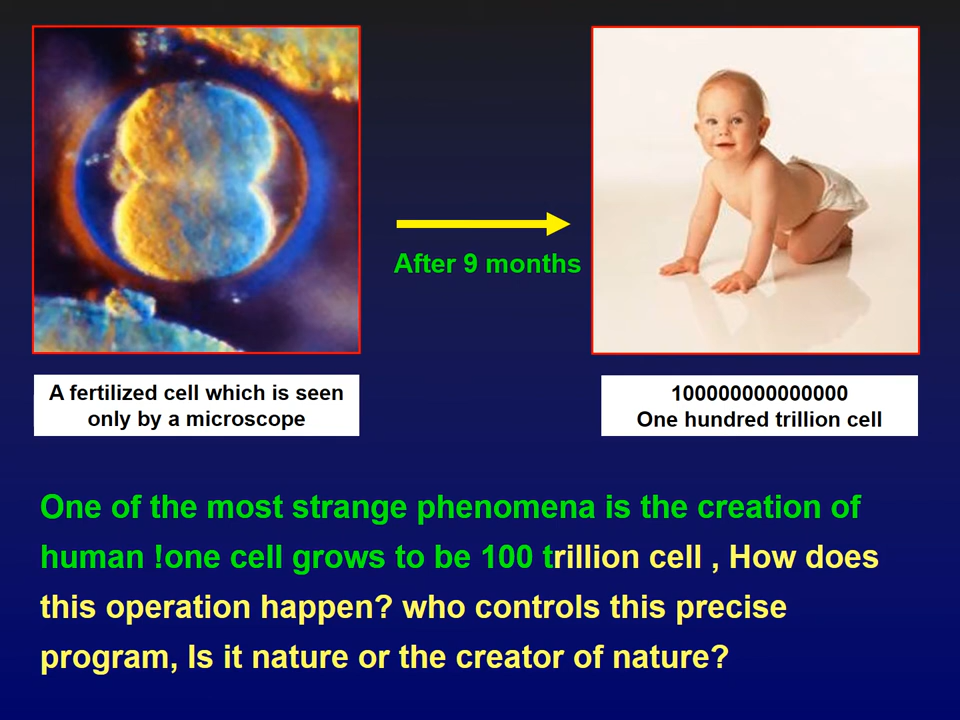 After 9 months
A fertilized cell which is seen
only by a microscope
100000000000000
One hundred trillion cell
One of the most strange phenomena is the creation of
human !one cell grows to be 100 trillion cell , How does
this operation happen? who controls this precise
program, Is it nature or the creator of nature?